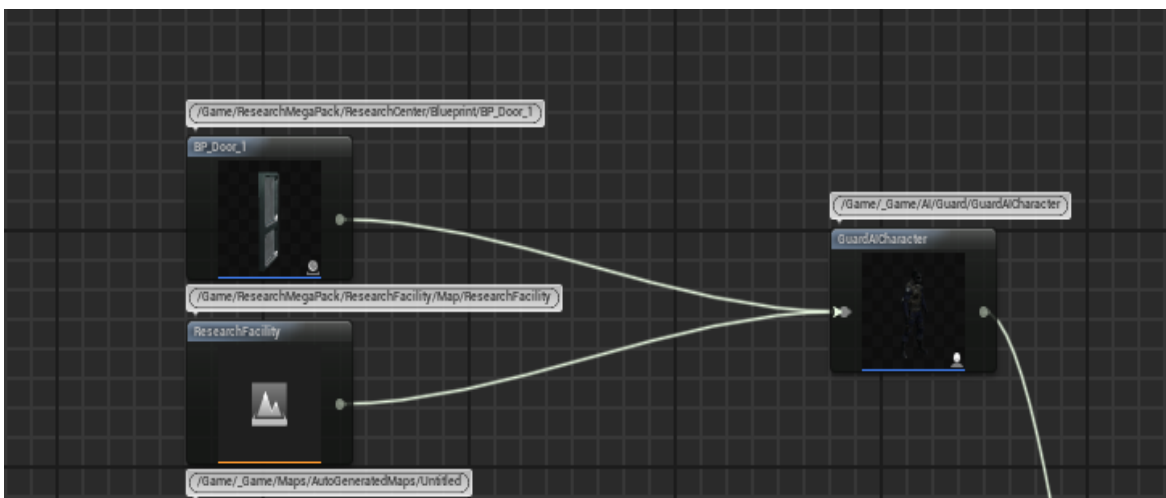 /Game/ResearchMegaPack/ResearchCenter/Blueprint/BP_Door_1
BP_Door_1
/Game/_Game/AI/Guard/GuardAICharacter
GuardAICharacter
/Game/ResearchMegaPack/ResearchFacility/Map/ResearchFacility
ResearchFacility
/Game/_Game/Maps/AutoGeneratedMaps/Untitled